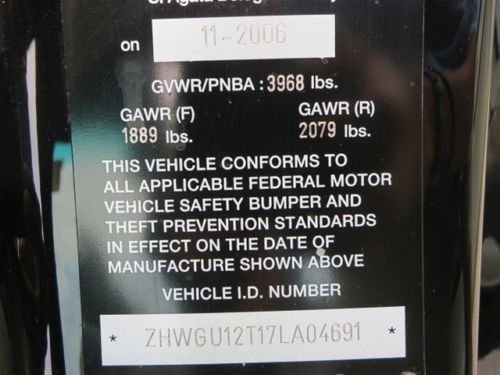 on 11-2006
GVWR/PNBA : 3968 lbs.
GAWR (F) GAWR (R)
1889 lbs. 2079 lbs.
THIS VEHICLE CONFORMS TO
ALL APPLICABLE FEDERAL MOTOR
VEHICLE SAFETY BUMPER AND
THEFT PREVENTION STANDARDS
IN EFFECT ON THE DATE OF
MANUFACTURE SHOWN ABOVE
VEHICLE I.D. NUMBER
* ZHWGU12T17LA04691 *